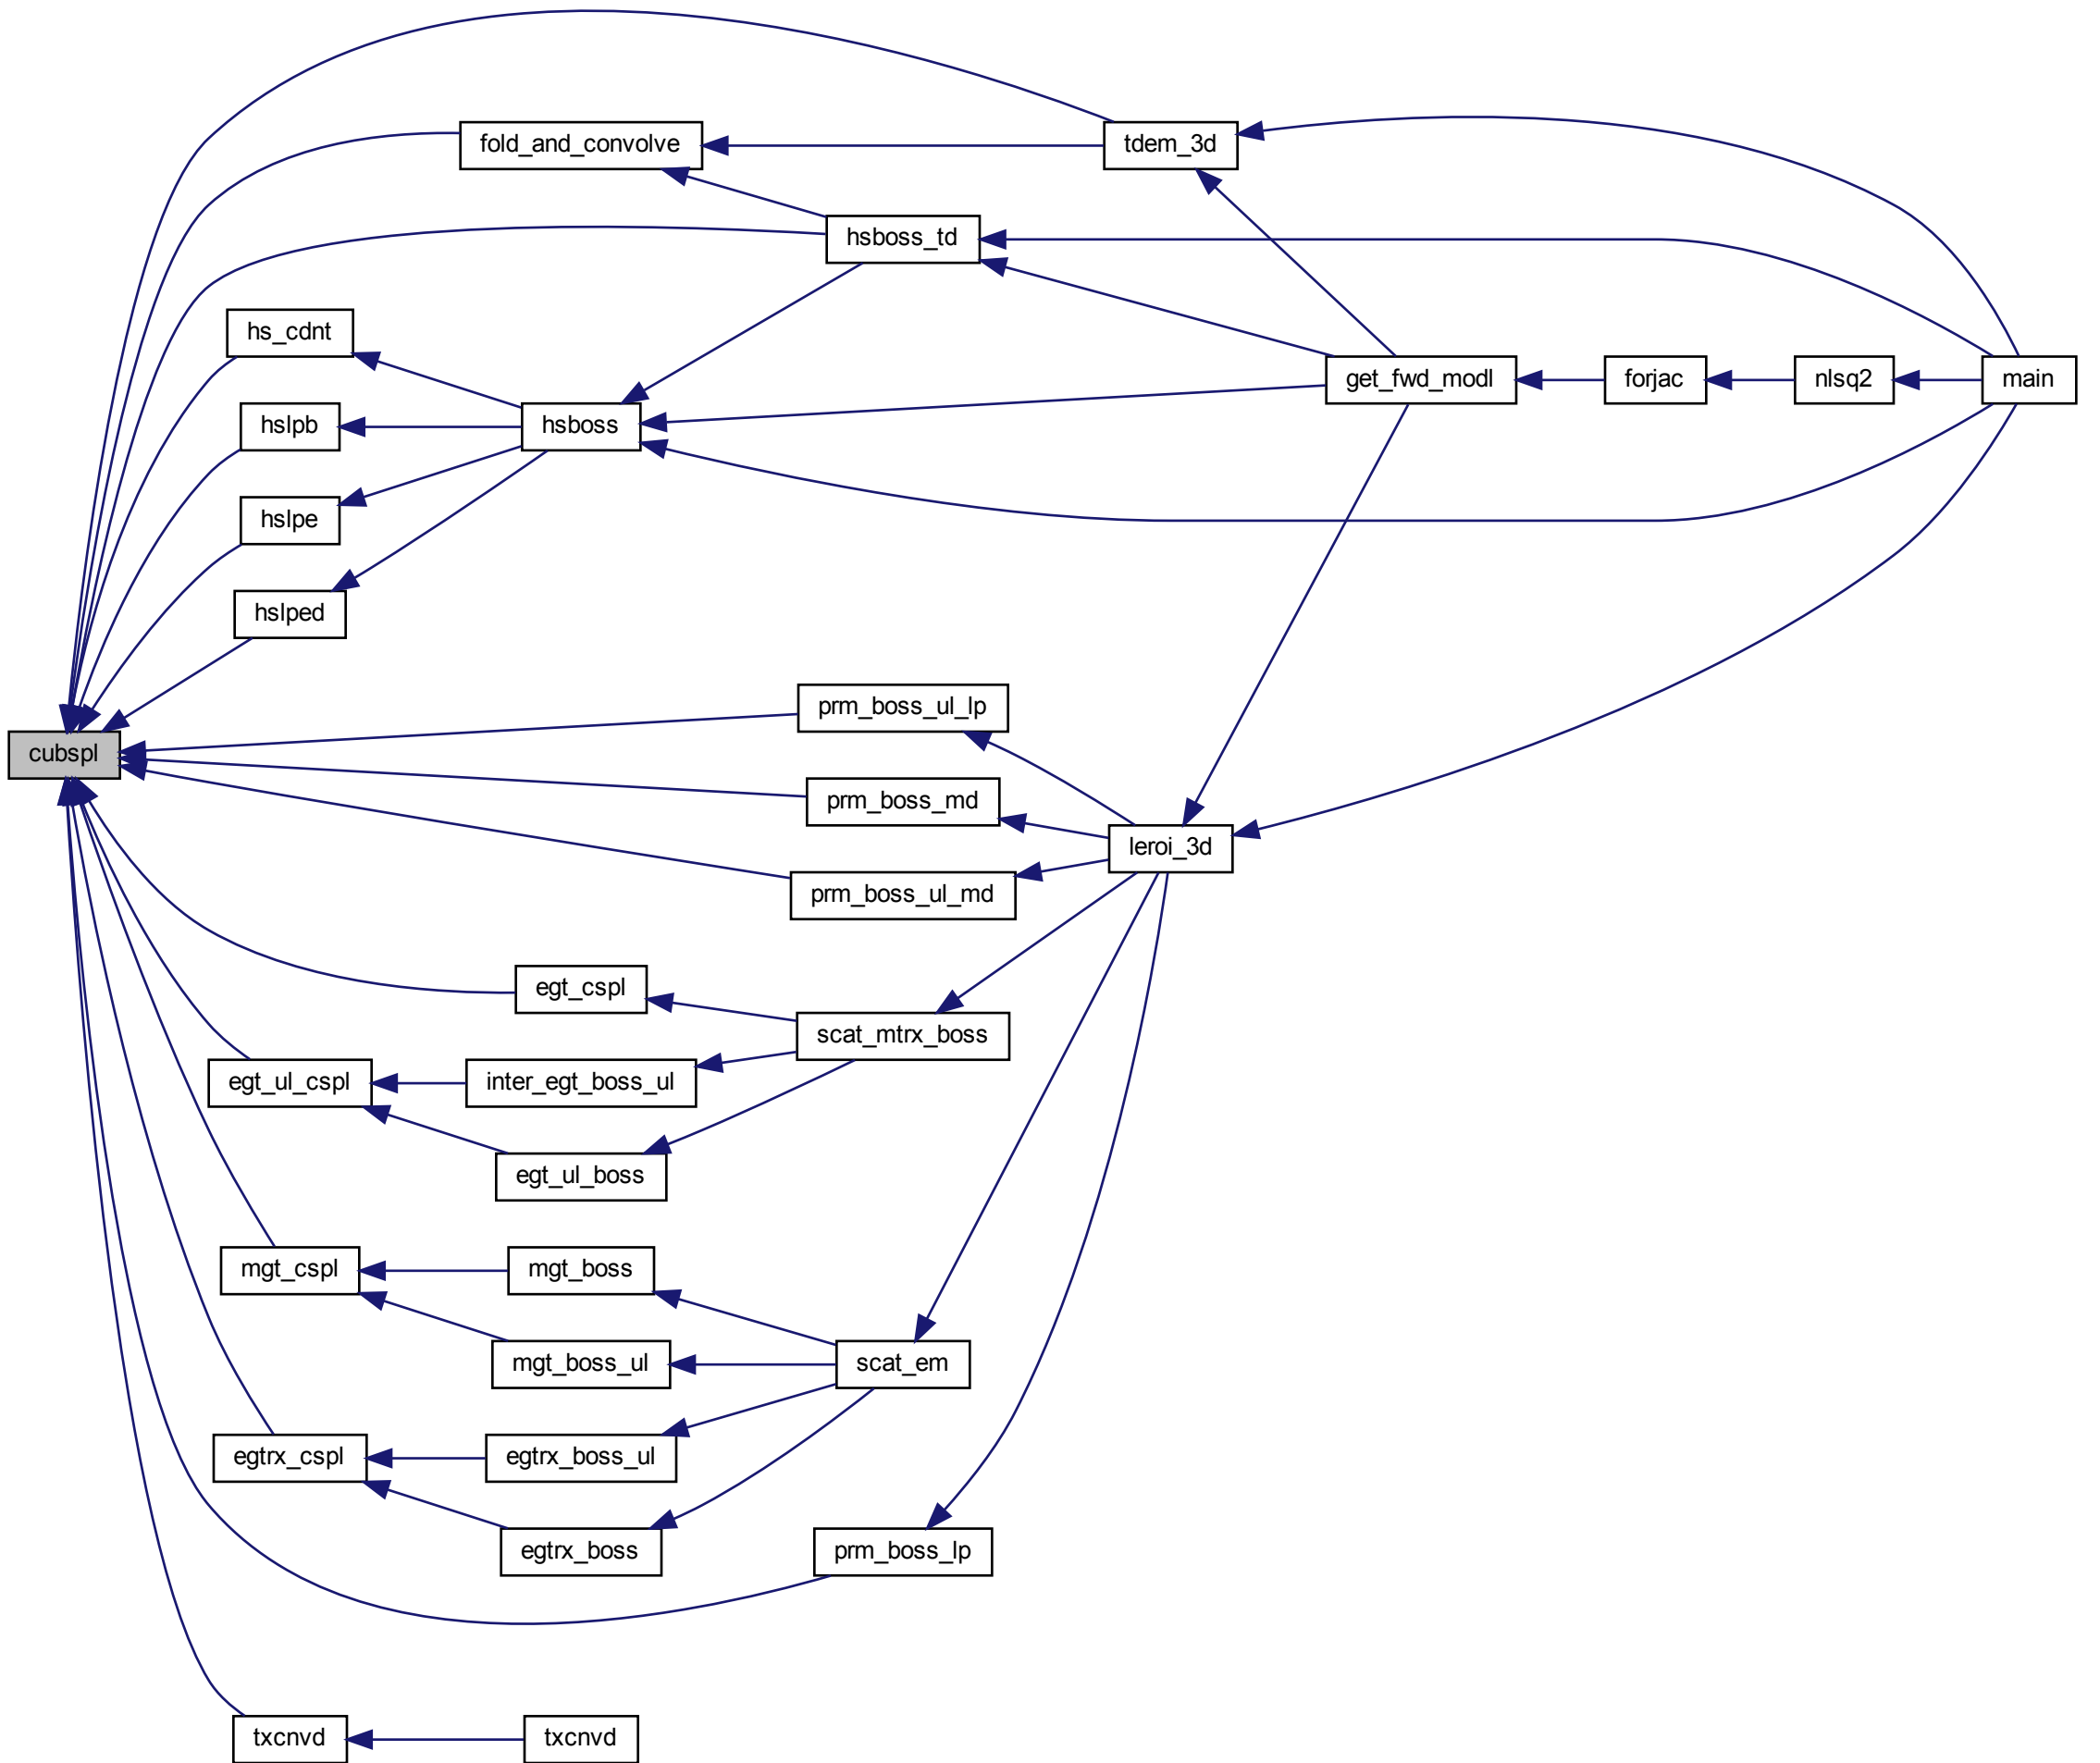 fold_and_convolve
tdem_3d
hsboss_td
hs_cdnt
get_fwd_modl
forjac
nlsq2
main
hslpb
hsboss
hslpe
hslped
prm_boss_ul_lp
cubspl
prm_boss_md
leroi_3d
prm_boss_ul_md
egt_cspl
scat_mtrx_boss
egt_ul_cspl
inter_egt_boss_ul
egt_ul_boss
mgt_cspl
mgt_boss
mgt_boss_ul
scat_em
egtrx_cspl
egtrx_boss_ul
egtrx_boss
prm_boss_lp
txcnvd
txcnvd